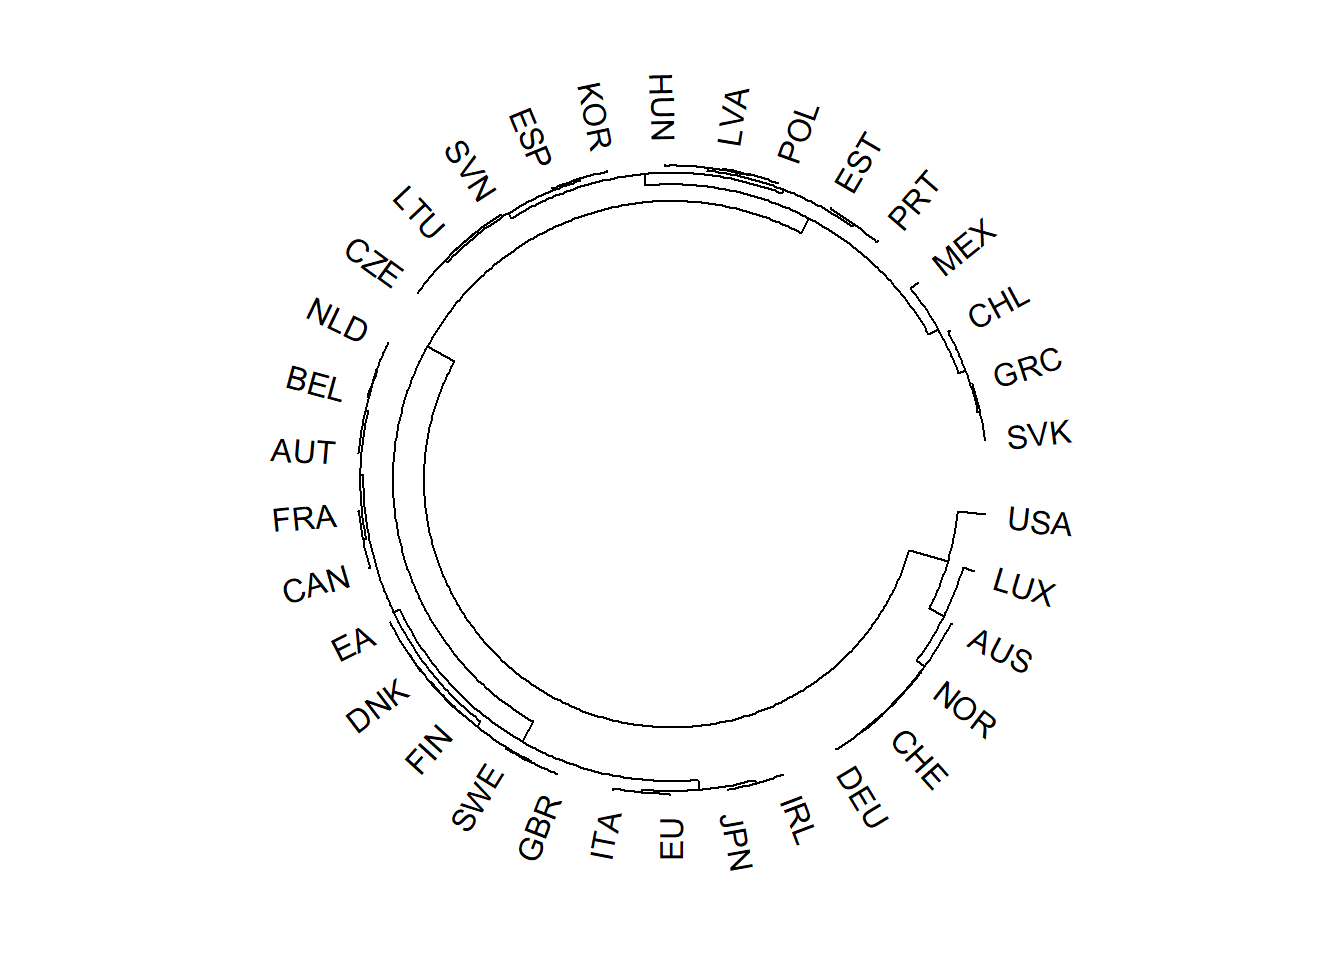 HUN
LVA
POL
EST
PRT
MEX
CHL
GRC
SVK
USA
LUX
AUS
NOR
CHE
DEU
IRL
JPN
EU
ITA
GBR
SWE
FIN
DNK
EA
CAN
FRA
AUT
BEL
NLD
CZE
LTU
SVN
ESP
KOR